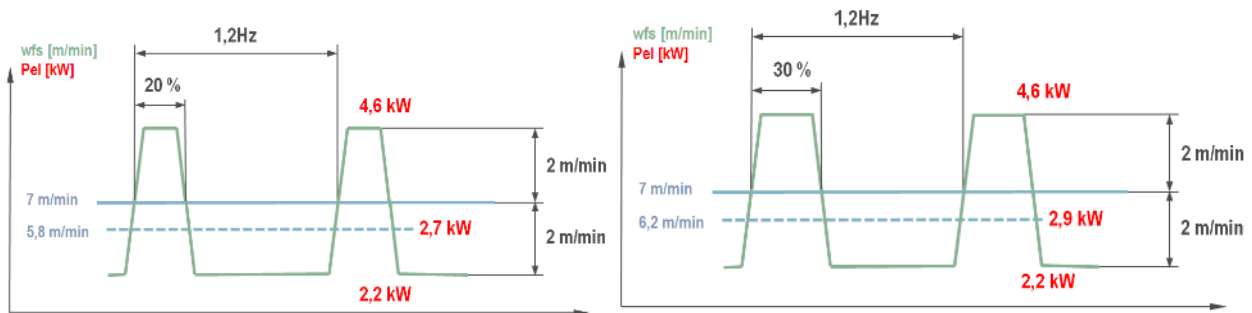 wfs [m/min]
Pel [kW]
1,2Hz
20 %
4,6 kW
2 m/min
7 m/min
5,8 m/min
2,7 kW
2 m/min
2,2 kW
wfs [m/min]
Pel [kW]
1,2Hz
30 %
4,6 kW
2 m/min
7 m/min
6,2 m/min
2,9 kW
2 m/min
2,2 kW